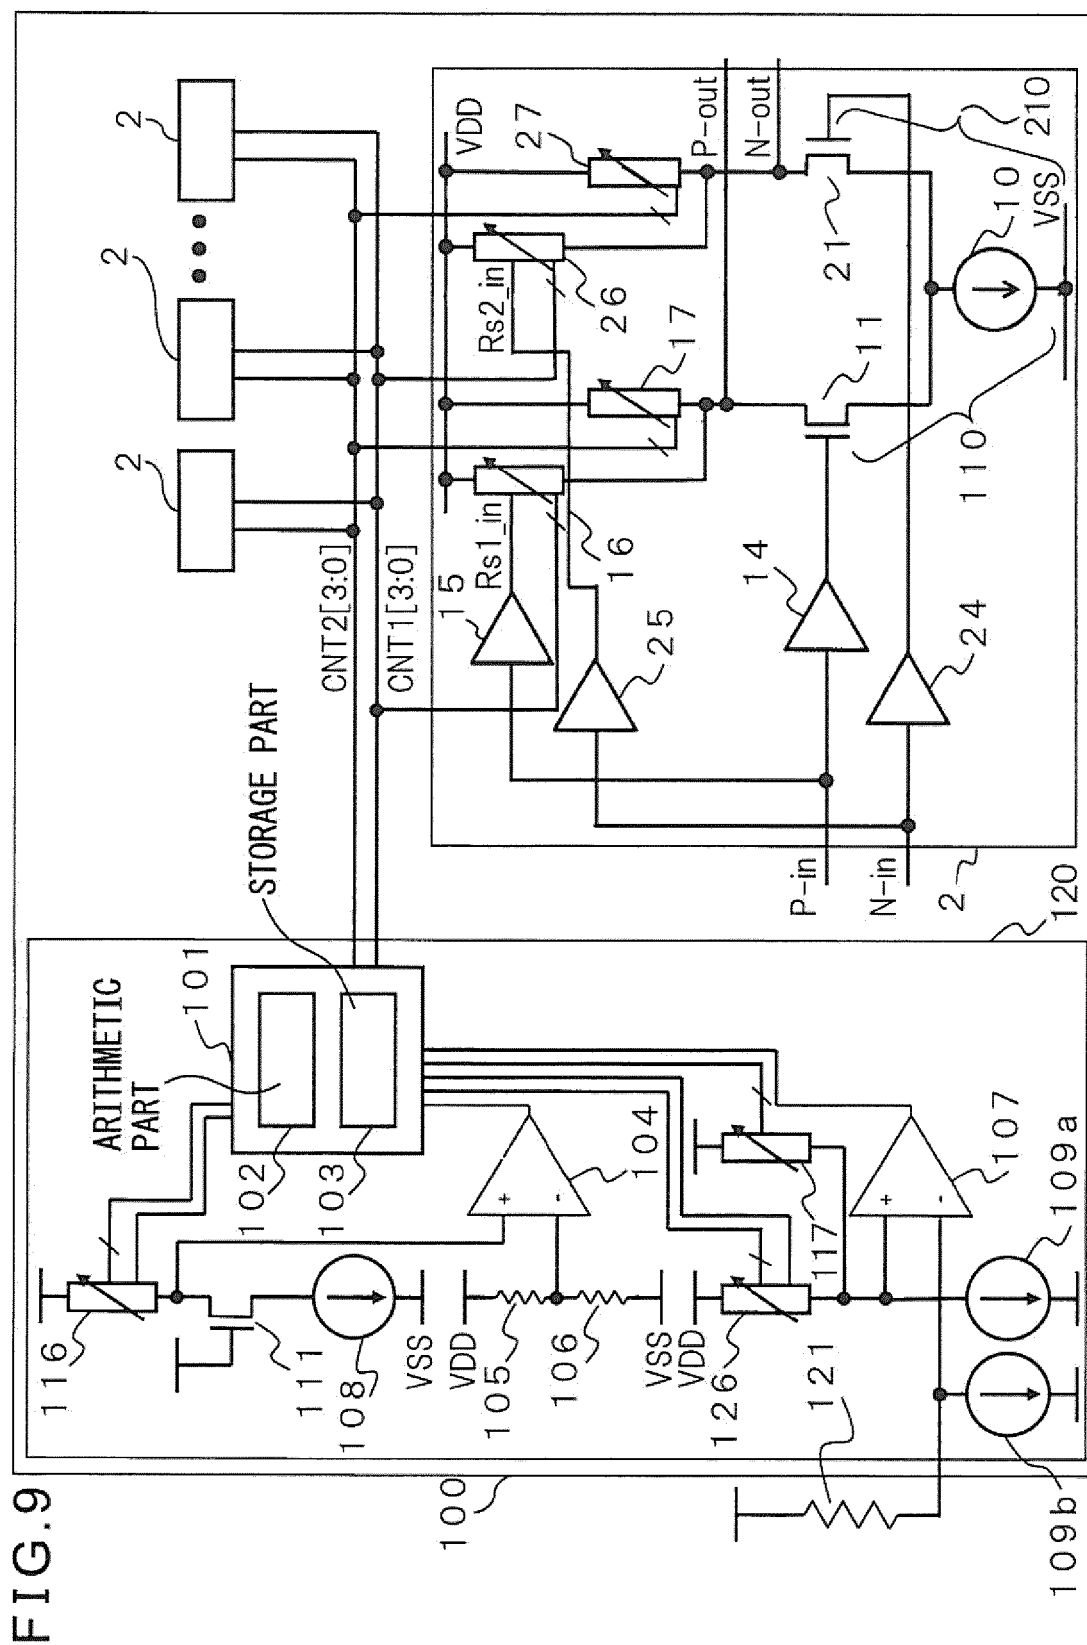 FIG.9
100
120
116
111
108
VSS
VDD
105
106
VSS
VDD
126
121
109b
109a
117
107
104
+
-
+
-
ARITHMETIC
PART
101
102
103
STORAGE PART
CNT2[3:0]
CNT1[3:0]
2
2
2
2
VDD
15
Rs1_in
16
17
Rs2_in
26
27
25
14
24
P-in
N-in
P-out
N-out
11
21
110
210
10
VSS